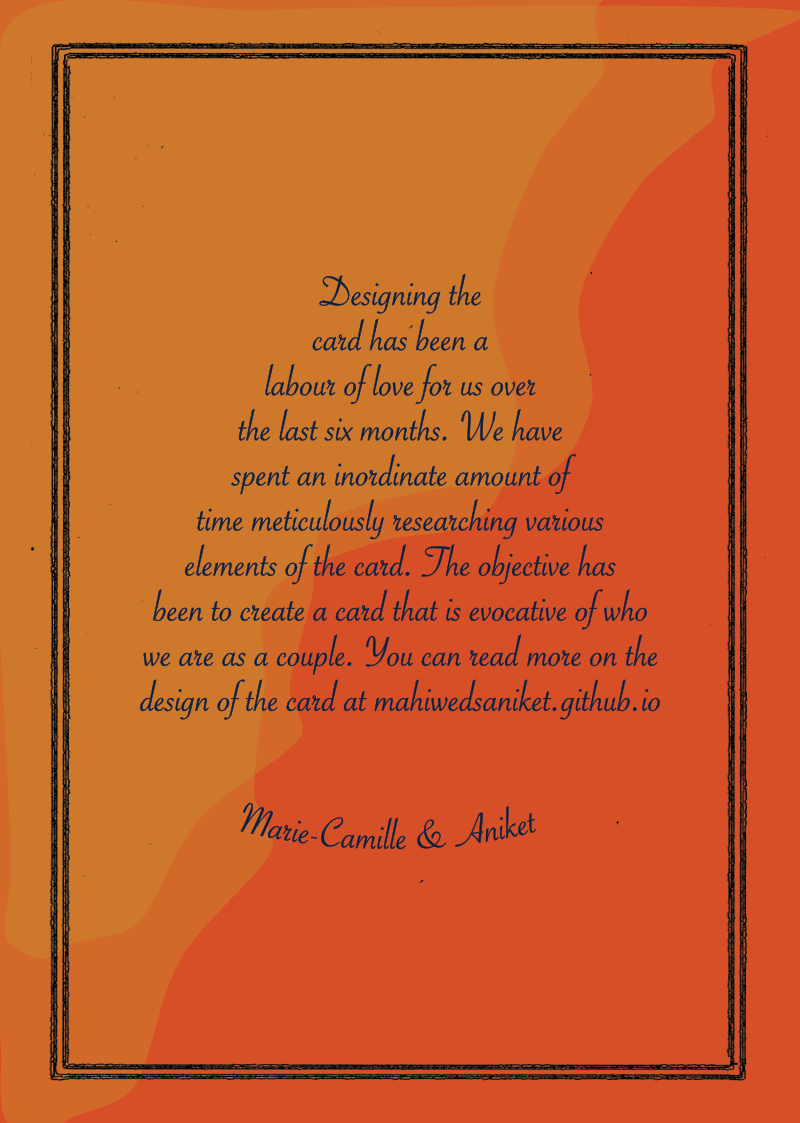 Designing the
card has been a
labour of love for us over
the last six months. We have
spent an inordinate amount of
time meticulously researching various
elements of the card. The objective has
been to create a card that is evocative of who
we are as a couple. You can read more on the
design of the card at mahiwedsaniket.github.io
Marie-Camille & Aniket